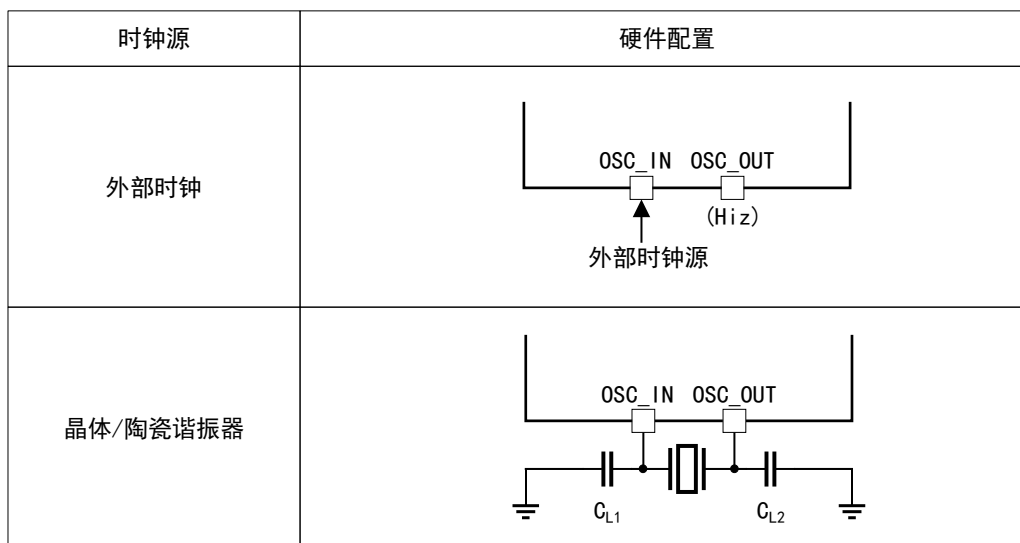 时钟源 硬件配置
外部时钟
OSC_IN OSC_OUT
(Hiz)
外部时钟源
晶体/陶瓷谐振器
OSC_IN OSC_OUT
CL1 CL2